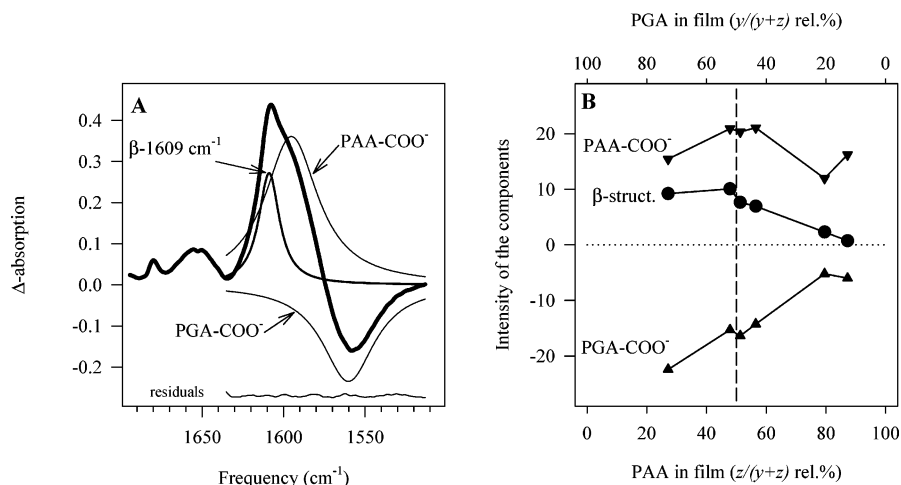 A
0.4
0.3
0.2
0.1
0.0
-0.1
-0.2
Δ-absorption
β-1609 cm⁻¹
PAA-COO⁻
PGA-COO⁻
residuals
1650 1600 1550
Frequency (cm⁻¹)
PGA in film (y/(y+z) rel.%)
100 80 60 40 20 0
B
20
10
0
-10
-20
Intensity of the components
PAA-COO⁻
β-struct.
PGA-COO⁻
0 20 40 60 80 100
PAA in film (z/(y+z) rel.%)